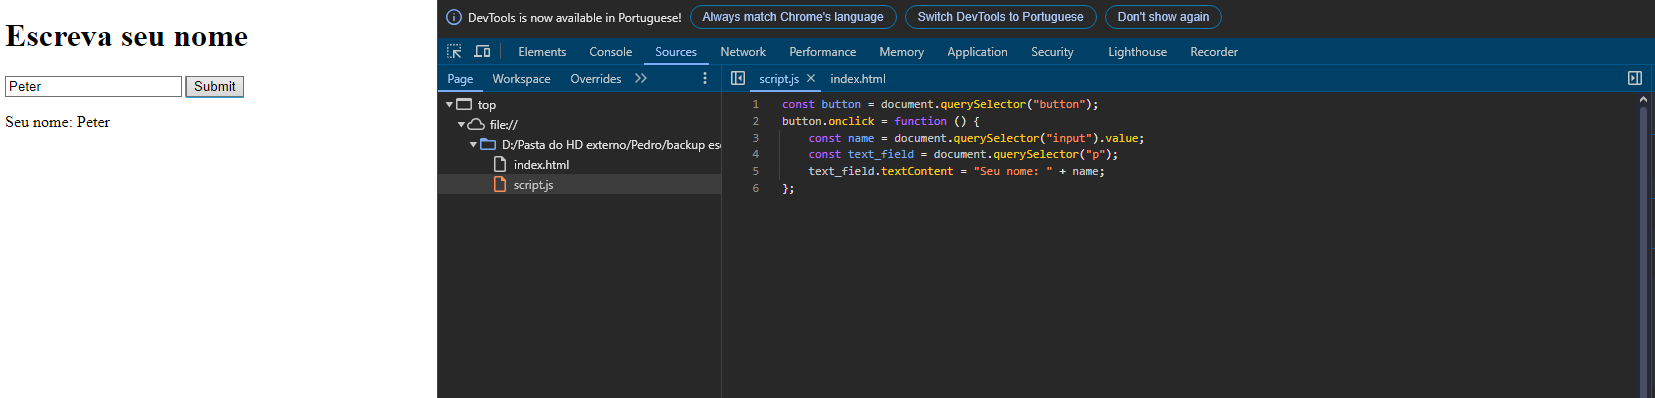 Escreva seu nome
Peter Submit
Seu nome: Peter
DevTools is now available in Portuguese! Always match Chrome's language Switch DevTools to Portuguese Don't show again
Elements Console Sources Network Performance Memory Application Security Lighthouse Recorder
Page Workspace Overrides
top
file://
D:/Pasta do HD externo/Pedro/backup es
index.html
script.js
script.js index.html
1 const button = document.querySelector("button");
2 button.onclick = function () {
3 const name = document.querySelector("input").value;
4 const text_field = document.querySelector("p");
5 text_field.textContent = "Seu nome: " + name;
6 };